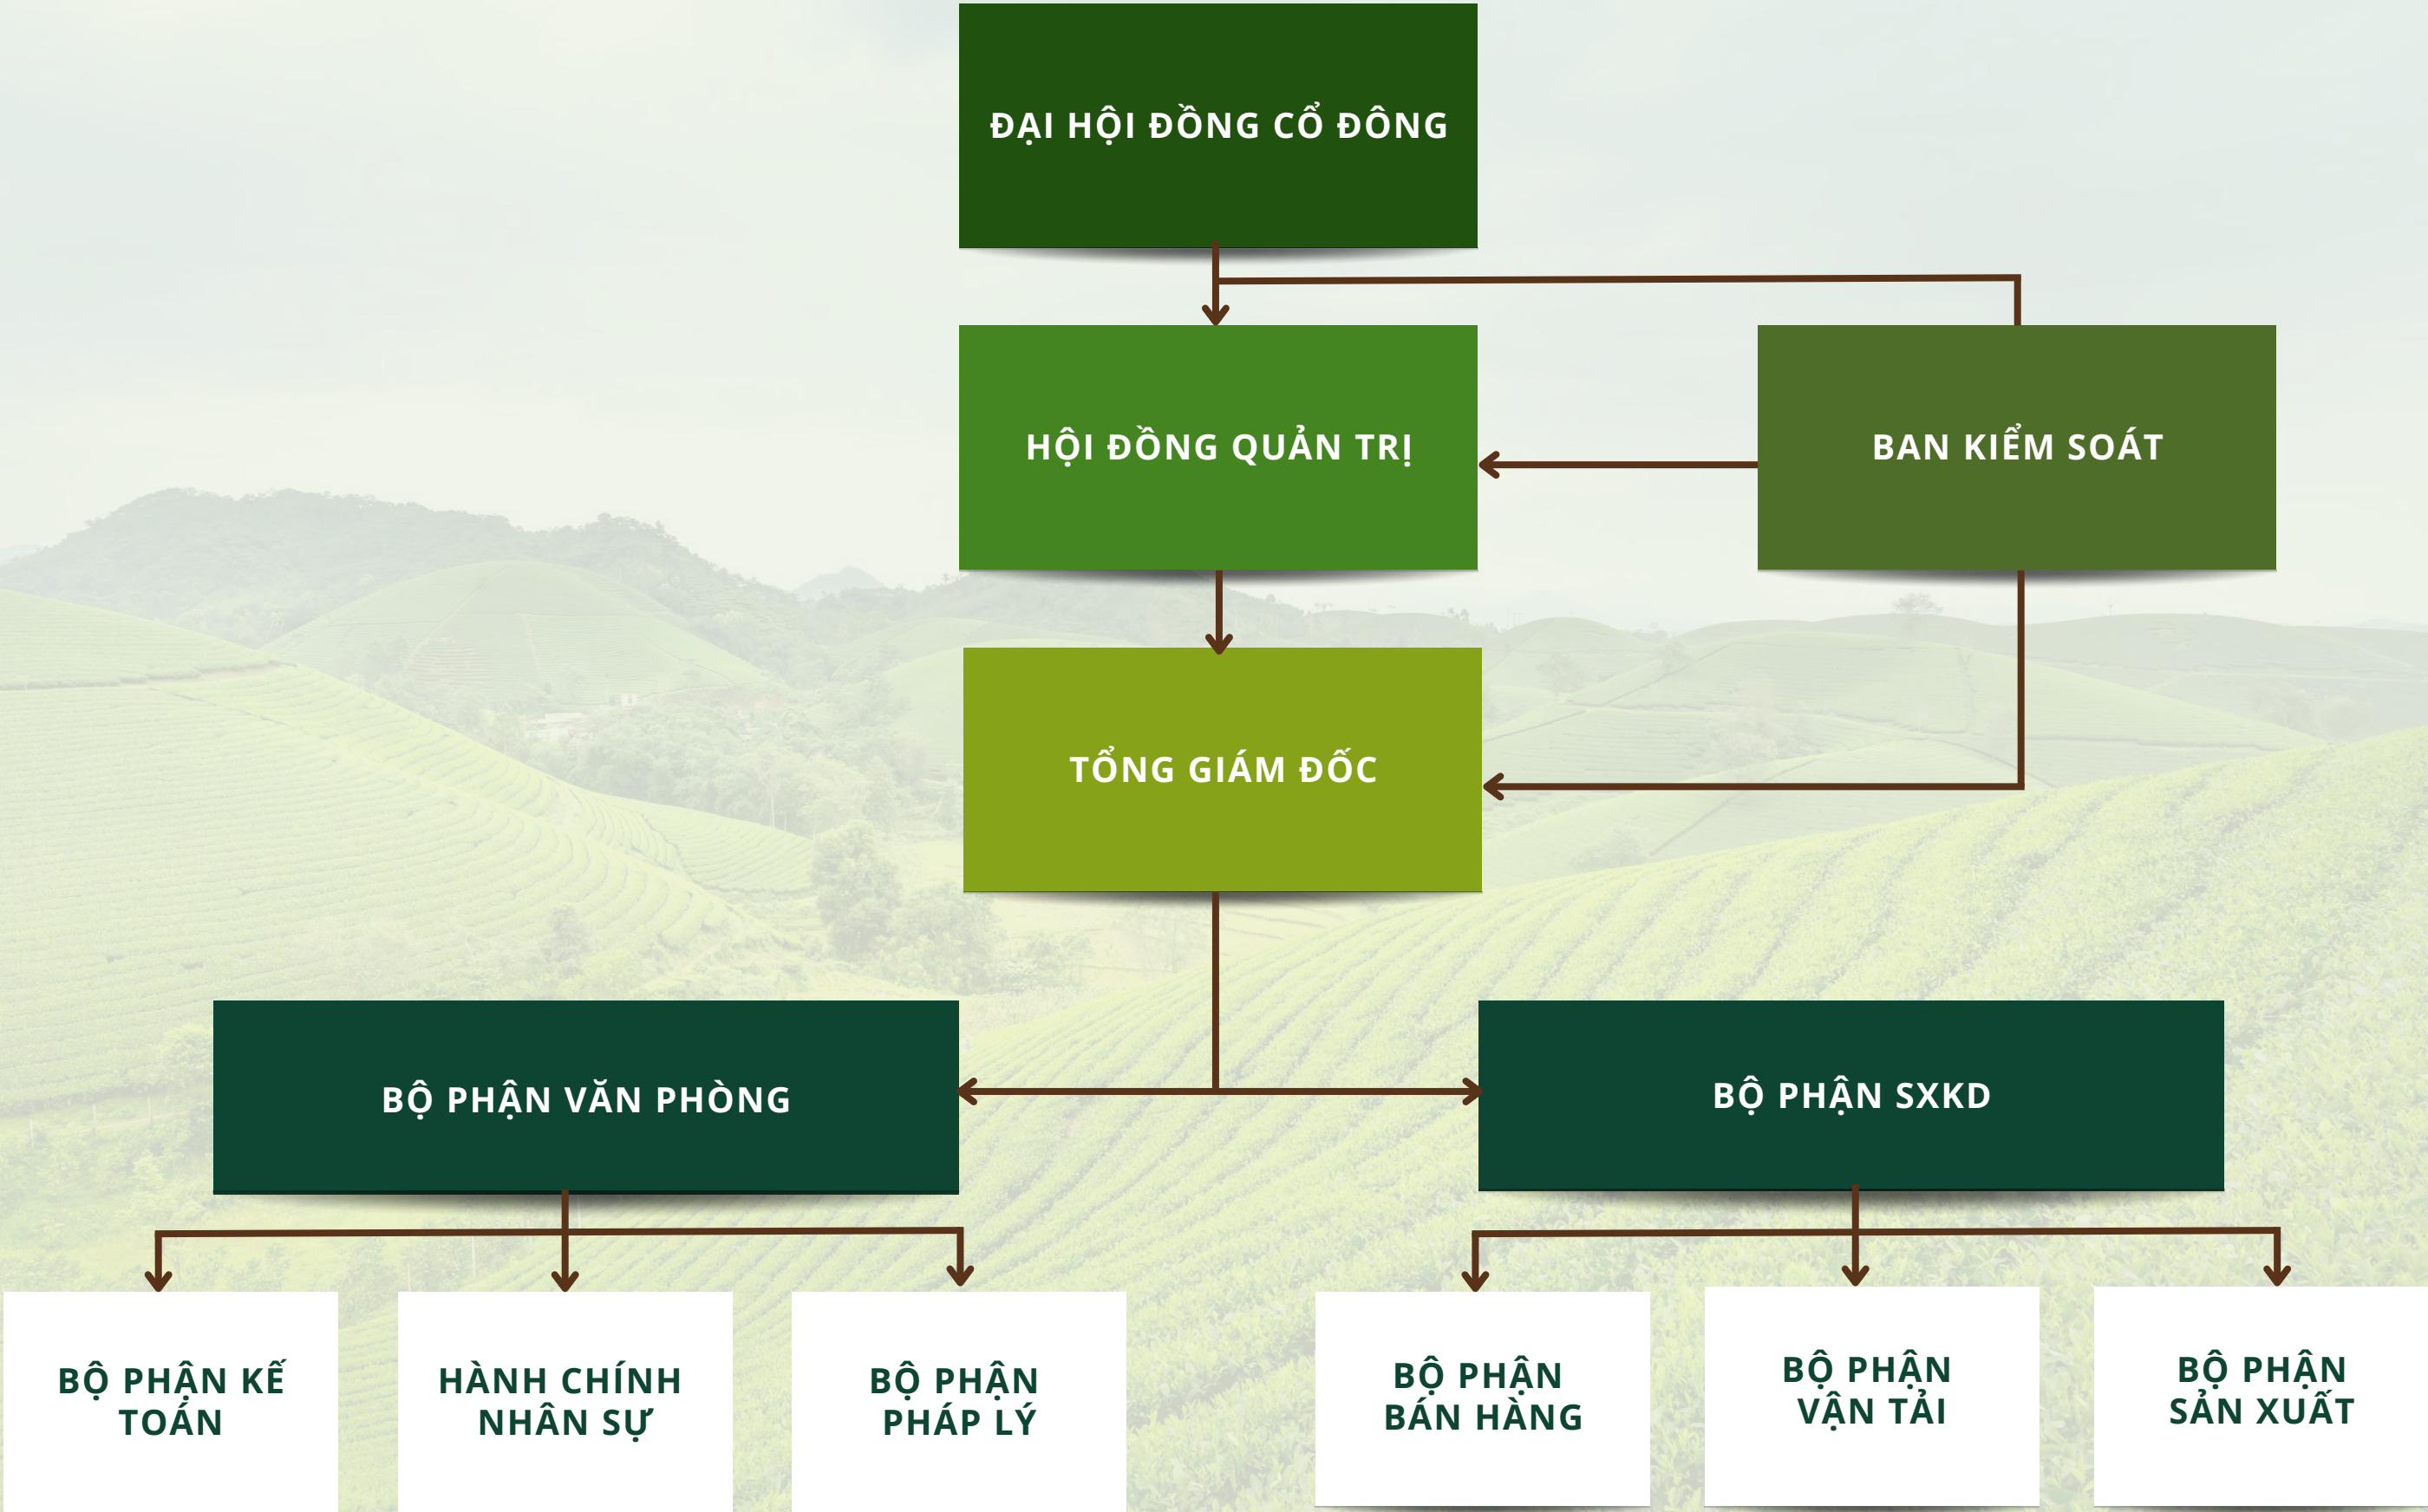 ĐẠI HỘI ĐỒNG CỔ ĐÔNG
HỘI ĐỒNG QUẢN TRỊ
BAN KIỂM SOÁT
TỔNG GIÁM ĐỐC
BỘ PHẬN VĂN PHÒNG
BỘ PHẬN SXKD
BỘ PHẬN KẾ
TOÁN
HÀNH CHÍNH
NHÂN SỰ
BỘ PHẬN
PHÁP LÝ
BỘ PHẬN
BÁN HÀNG
BỘ PHẬN
VẬN TẢI
BỘ PHẬN
SẢN XUẤT